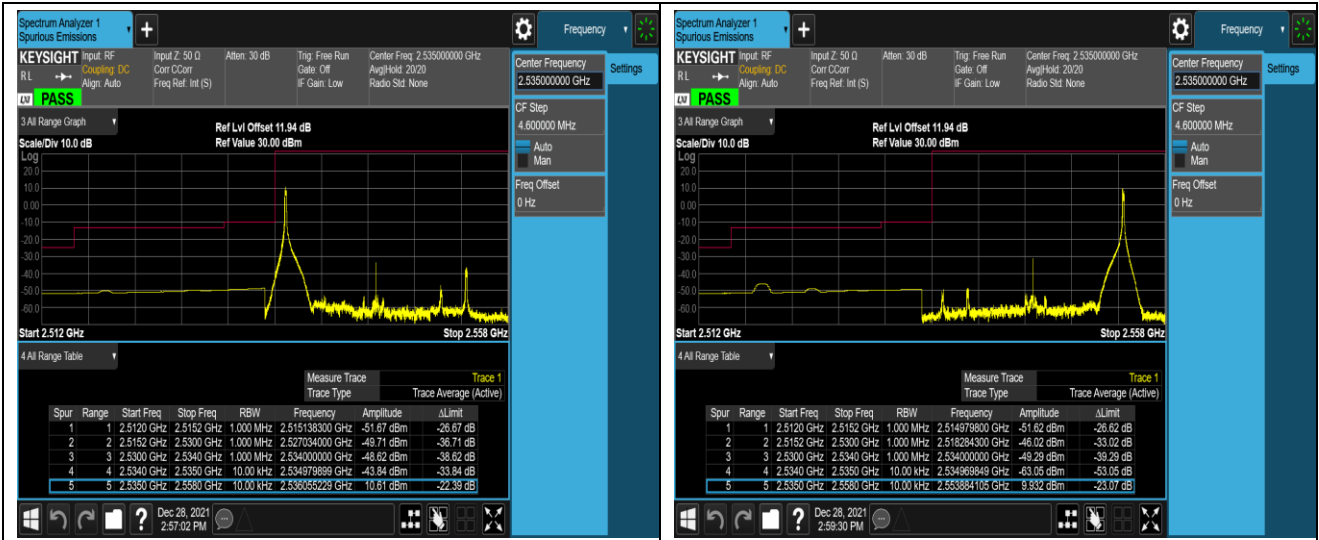 Spectrum Analyzer 1
Spurious Emissions
Frequency
KEYSIGHT Input: RF Input Z: 50 Ω Atten: 30 dB Trig: Free Run Center Freq: 2.535000000 GHz
Coupling: DC Corr CCorr Gate: Off Avg|Hold: 20/20
RL Align: Auto Freq Ref: Int (S) IF Gain: Low Radio Std: None
LXI PASS
Center Frequency
2.535000000 GHz
Settings
CF Step
4.600000 MHz
Auto
Man
Freq Offset
0 Hz
3 All Range Graph
Ref Lvl Offset 11.94 dB
Scale/Div 10.0 dB Ref Value 30.00 dBm
Log
20.0
10.0
0.00
-10.0
-20.0
-30.0
-40.0
-50.0
-60.0
Start 2.512 GHz Stop 2.558 GHz
4 All Range Table
Measure Trace Trace 1
Trace Type Trace Average (Active)
Spur Range Start Freq Stop Freq RBW Frequency Amplitude ΔLimit
1 1 2.5120 GHz 2.5152 GHz 1.000 MHz 2.515138300 GHz -51.67 dBm -26.67 dB
2 2 2.5152 GHz 2.5300 GHz 1.000 MHz 2.527034000 GHz -49.71 dBm -36.71 dB
3 3 2.5300 GHz 2.5340 GHz 1.000 MHz 2.534000000 GHz -48.62 dBm -38.62 dB
4 4 2.5340 GHz 2.5350 GHz 10.00 kHz 2.534979899 GHz -43.84 dBm -33.84 dB
5 5 2.5350 GHz 2.5580 GHz 10.00 kHz 2.536055229 GHz 10.61 dBm -22.39 dB
Dec 28, 2021
2:57:02 PM
Spectrum Analyzer 1
Spurious Emissions
Frequency
KEYSIGHT Input: RF Input Z: 50 Ω Atten: 30 dB Trig: Free Run Center Freq: 2.535000000 GHz
Coupling: DC Corr CCorr Gate: Off Avg|Hold: 20/20
RL Align: Auto Freq Ref: Int (S) IF Gain: Low Radio Std: None
LXI PASS
Center Frequency
2.535000000 GHz
Settings
CF Step
4.600000 MHz
Auto
Man
Freq Offset
0 Hz
3 All Range Graph
Ref Lvl Offset 11.94 dB
Scale/Div 10.0 dB Ref Value 30.00 dBm
Log
20.0
10.0
0.00
-10.0
-20.0
-30.0
-40.0
-50.0
-60.0
Start 2.512 GHz Stop 2.558 GHz
4 All Range Table
Measure Trace Trace 1
Trace Type Trace Average (Active)
Spur Range Start Freq Stop Freq RBW Frequency Amplitude ΔLimit
1 1 2.5120 GHz 2.5152 GHz 1.000 MHz 2.514979800 GHz -51.62 dBm -26.62 dB
2 2 2.5152 GHz 2.5300 GHz 1.000 MHz 2.518284300 GHz -46.02 dBm -33.02 dB
3 3 2.5300 GHz 2.5340 GHz 1.000 MHz 2.534000000 GHz -49.29 dBm -39.29 dB
4 4 2.5340 GHz 2.5350 GHz 10.00 kHz 2.534969849 GHz -63.05 dBm -53.05 dB
5 5 2.5350 GHz 2.5580 GHz 10.00 kHz 2.553884105 GHz 9.932 dBm -23.07 dB
Dec 28, 2021
2:59:30 PM